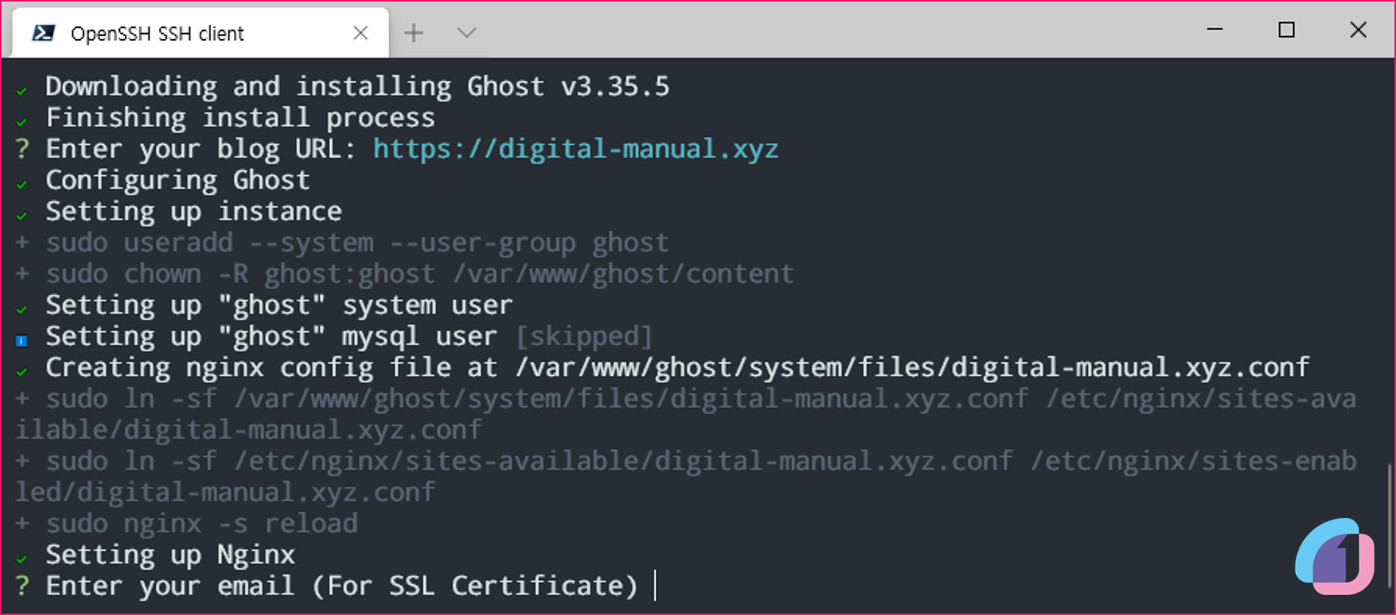 OpenSSH SSH client
✓ Downloading and installing Ghost v3.35.5
✓ Finishing install process
? Enter your blog URL: https://digital-manual.xyz
✓ Configuring Ghost
✓ Setting up instance
+ sudo useradd --system --user-group ghost
+ sudo chown -R ghost:ghost /var/www/ghost/content
✓ Setting up "ghost" system user
i Setting up "ghost" mysql user [skipped]
✓ Creating nginx config file at /var/www/ghost/system/files/digital-manual.xyz.conf
+ sudo ln -sf /var/www/ghost/system/files/digital-manual.xyz.conf /etc/nginx/sites-ava
ilable/digital-manual.xyz.conf
+ sudo ln -sf /etc/nginx/sites-available/digital-manual.xyz.conf /etc/nginx/sites-enab
led/digital-manual.xyz.conf
+ sudo nginx -s reload
✓ Setting up Nginx
? Enter your email (For SSL Certificate)
1